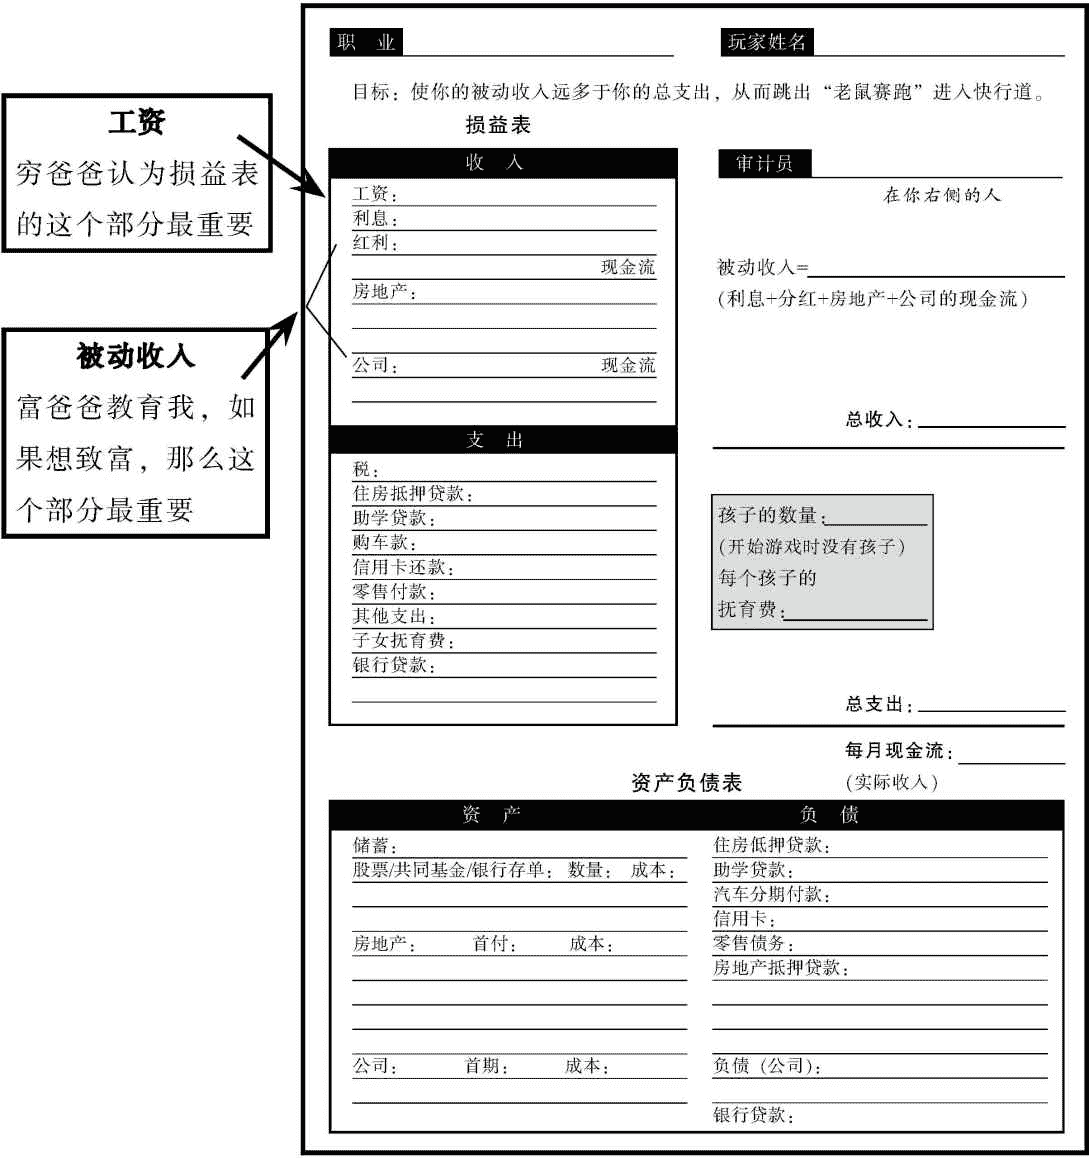 职 业
玩家姓名
目标：使你的被动收入远多于你的总支出，从而跳出“老鼠赛跑”进入快行道。
工资
穷爸爸认为损益表
的这个部分最重要
被动收入
富爸爸教育我，如
果想致富，那么这
个部分最重要
损益表
收 入
工资：
利息：
红利：
现金流
房地产：
公司： 现金流
支 出
税：
住房抵押贷款：
助学贷款：
购车款：
信用卡还款：
零售付款：
其他支出：
子女抚育费：
银行贷款：
审计员
在你右侧的人
被动收入=
(利息+分红+房地产+公司的现金流)
总收入：
孩子的数量：
(开始游戏时没有孩子)
每个孩子的
抚育费：
总支出：
每月现金流：
(实际收入)
资产负债表
资 产
储蓄：
股票/共同基金/银行存单： 数量： 成本：
房地产： 首付： 成本：
公司： 首期： 成本：
负 债
住房低押贷款：
助学贷款：
汽车分期付款：
信用卡：
零售债务：
房地产抵押贷款：
负债 (公司)：
银行贷款：